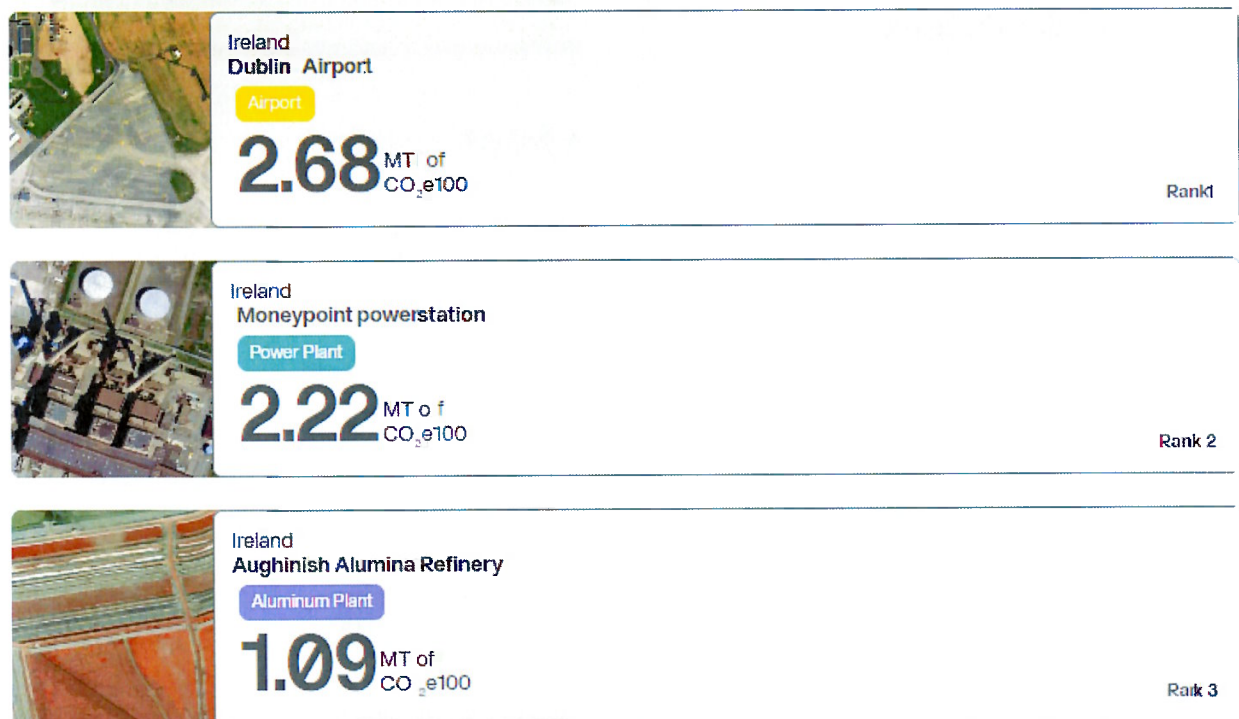 Ireland
Dublin Airport
Airport
2.68 MT of
CO₂e100
Rank1
Ireland
Moneypoint powerstation
Power Plant
2.22 MT o f
CO₂e100
Rank 2
Ireland
Aughinish Alumina Refinery
Aluminum Plant
1.09 MT of
CO ₂e100
Rank 3